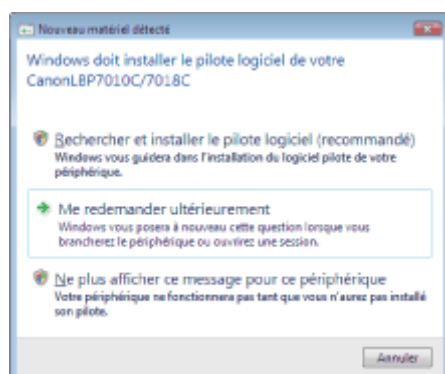 Nouveau matériel détecté
Windows doit installer le pilote logiciel de votre
CanonLBP7010C/7018C
Rechercher et installer le pilote logiciel (recommandé)
Windows vous guidera dans l'installation du logiciel pilote de votre
périphérique.
Me redemander ultérieurement
Windows vous posera à nouveau cette question lorsque vous
brancherez le périphérique ou ouvrirez une session.
Ne plus afficher ce message pour ce périphérique
Votre périphérique ne fonctionnera pas tant que vous n'aurez pas installé
son pilote.
Annuler